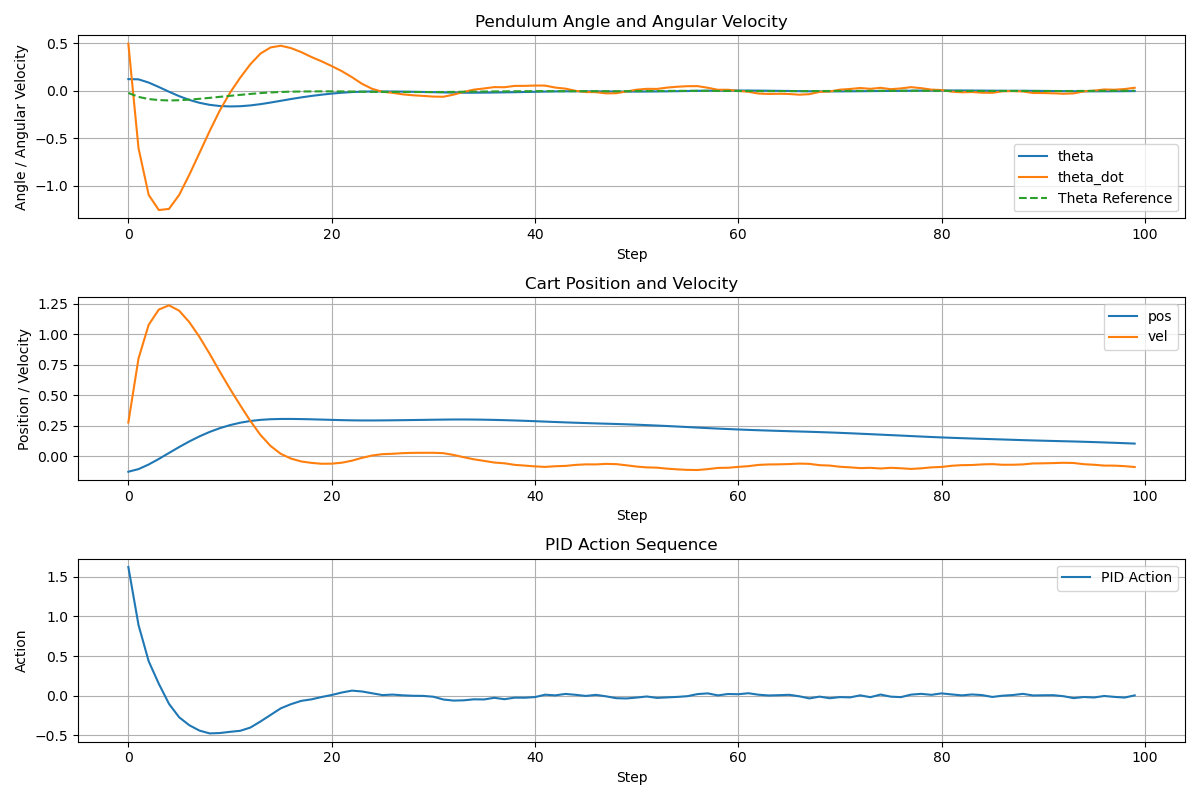 Pendulum Angle and Angular Velocity
Angle / Angular Velocity
0.5
0.0
−0.5
−1.0
theta
theta_dot
Theta Reference
0 20 40 60 80 100
Step
Cart Position and Velocity
Position / Velocity
1.25
1.00
0.75
0.50
0.25
0.00
pos
vel
0 20 40 60 80 100
Step
PID Action Sequence
Action
1.5
1.0
0.5
0.0
−0.5
PID Action
0 20 40 60 80 100
Step